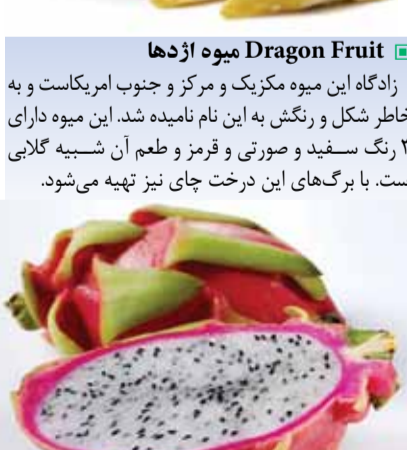 Dragon Fruit میوه اژدها
زادگاه این میوه مکزیک و مرکز و جنوب امریکاست و به
خاطر شکل و رنگش به این نام نامیده شد. این میوه دارای
رنگ سفید و صورتی و قرمز و طعم آن شبیه گلابی
ست. با برگ‌های این درخت چای نیز تهیه می‌شود.